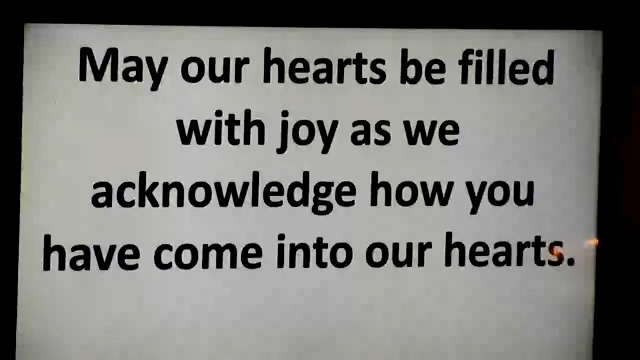 May our hearts be filled
with joy as we
acknowledge how you
have come into our hearts.